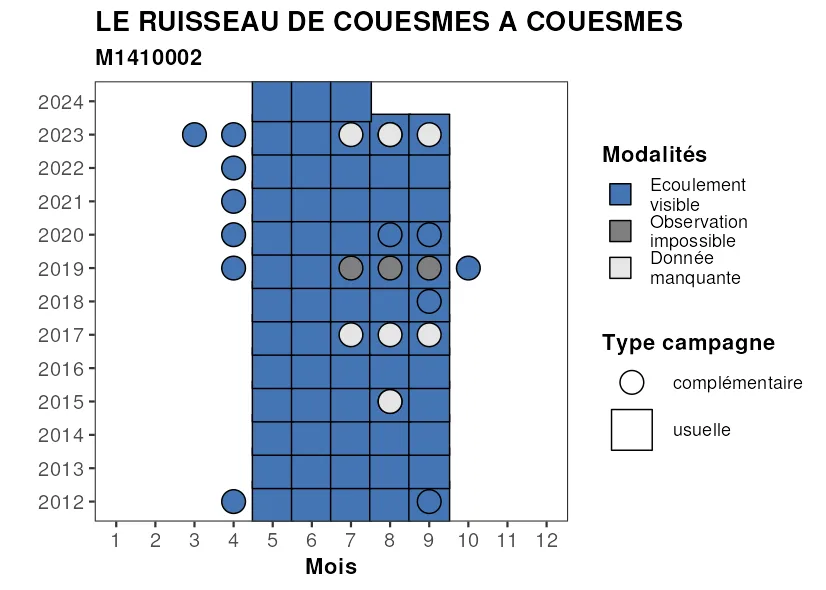 LE RUISSEAU DE COUESMES A COUESMES
M1410002
2024
2023
2022
2021
2020
2019
2018
2017
2016
2015
2014
2013
2012
1 2 3 4 5 6 7 8 9 10 11 12
Mois
Modalités
Ecoulement
visible
Observation
impossible
Donnée
manquante
Type campagne
complémentaire
usuelle